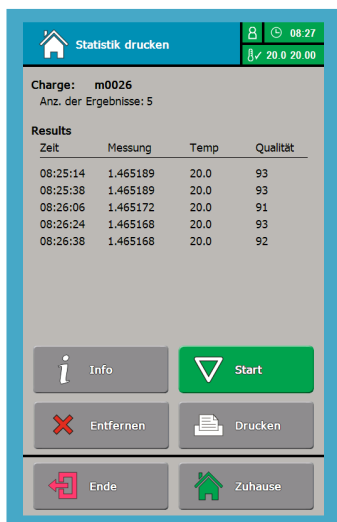 Statistik drucken
08:27
20.0 20.00
Charge: m0026
Anz. der Ergebnisse: 5
Results
Zeit Messung Temp Qualität
08:25:14 1.465189 20.0 93
08:25:38 1.465189 20.0 93
08:26:06 1.465172 20.0 91
08:26:24 1.465168 20.0 93
08:26:38 1.465168 20.0 92
i Info Start
Entfernen Drucken
Ende Zuhause